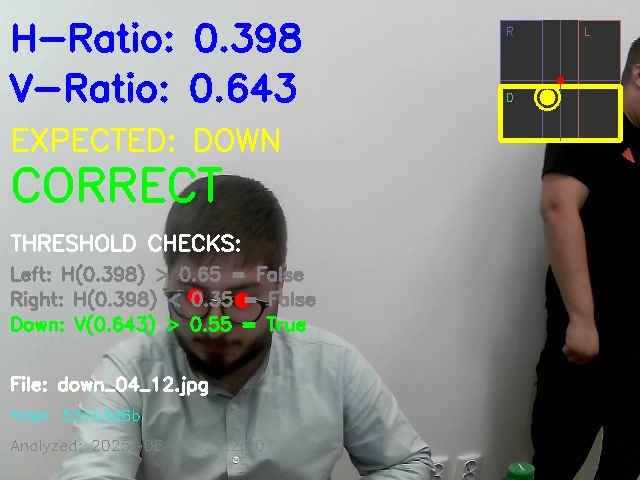 H-Ratio: 0.398
V-Ratio: 0.643
EXPECTED: DOWN
CORRECT
THRESHOLD CHECKS:
Left: H(0.398) > 0.65 = False
Right: H(0.398) < 0.35 = False
Down: V(0.643) > 0.55 = True
File: down_04_12.jpg
Analyzed:
R
L
D